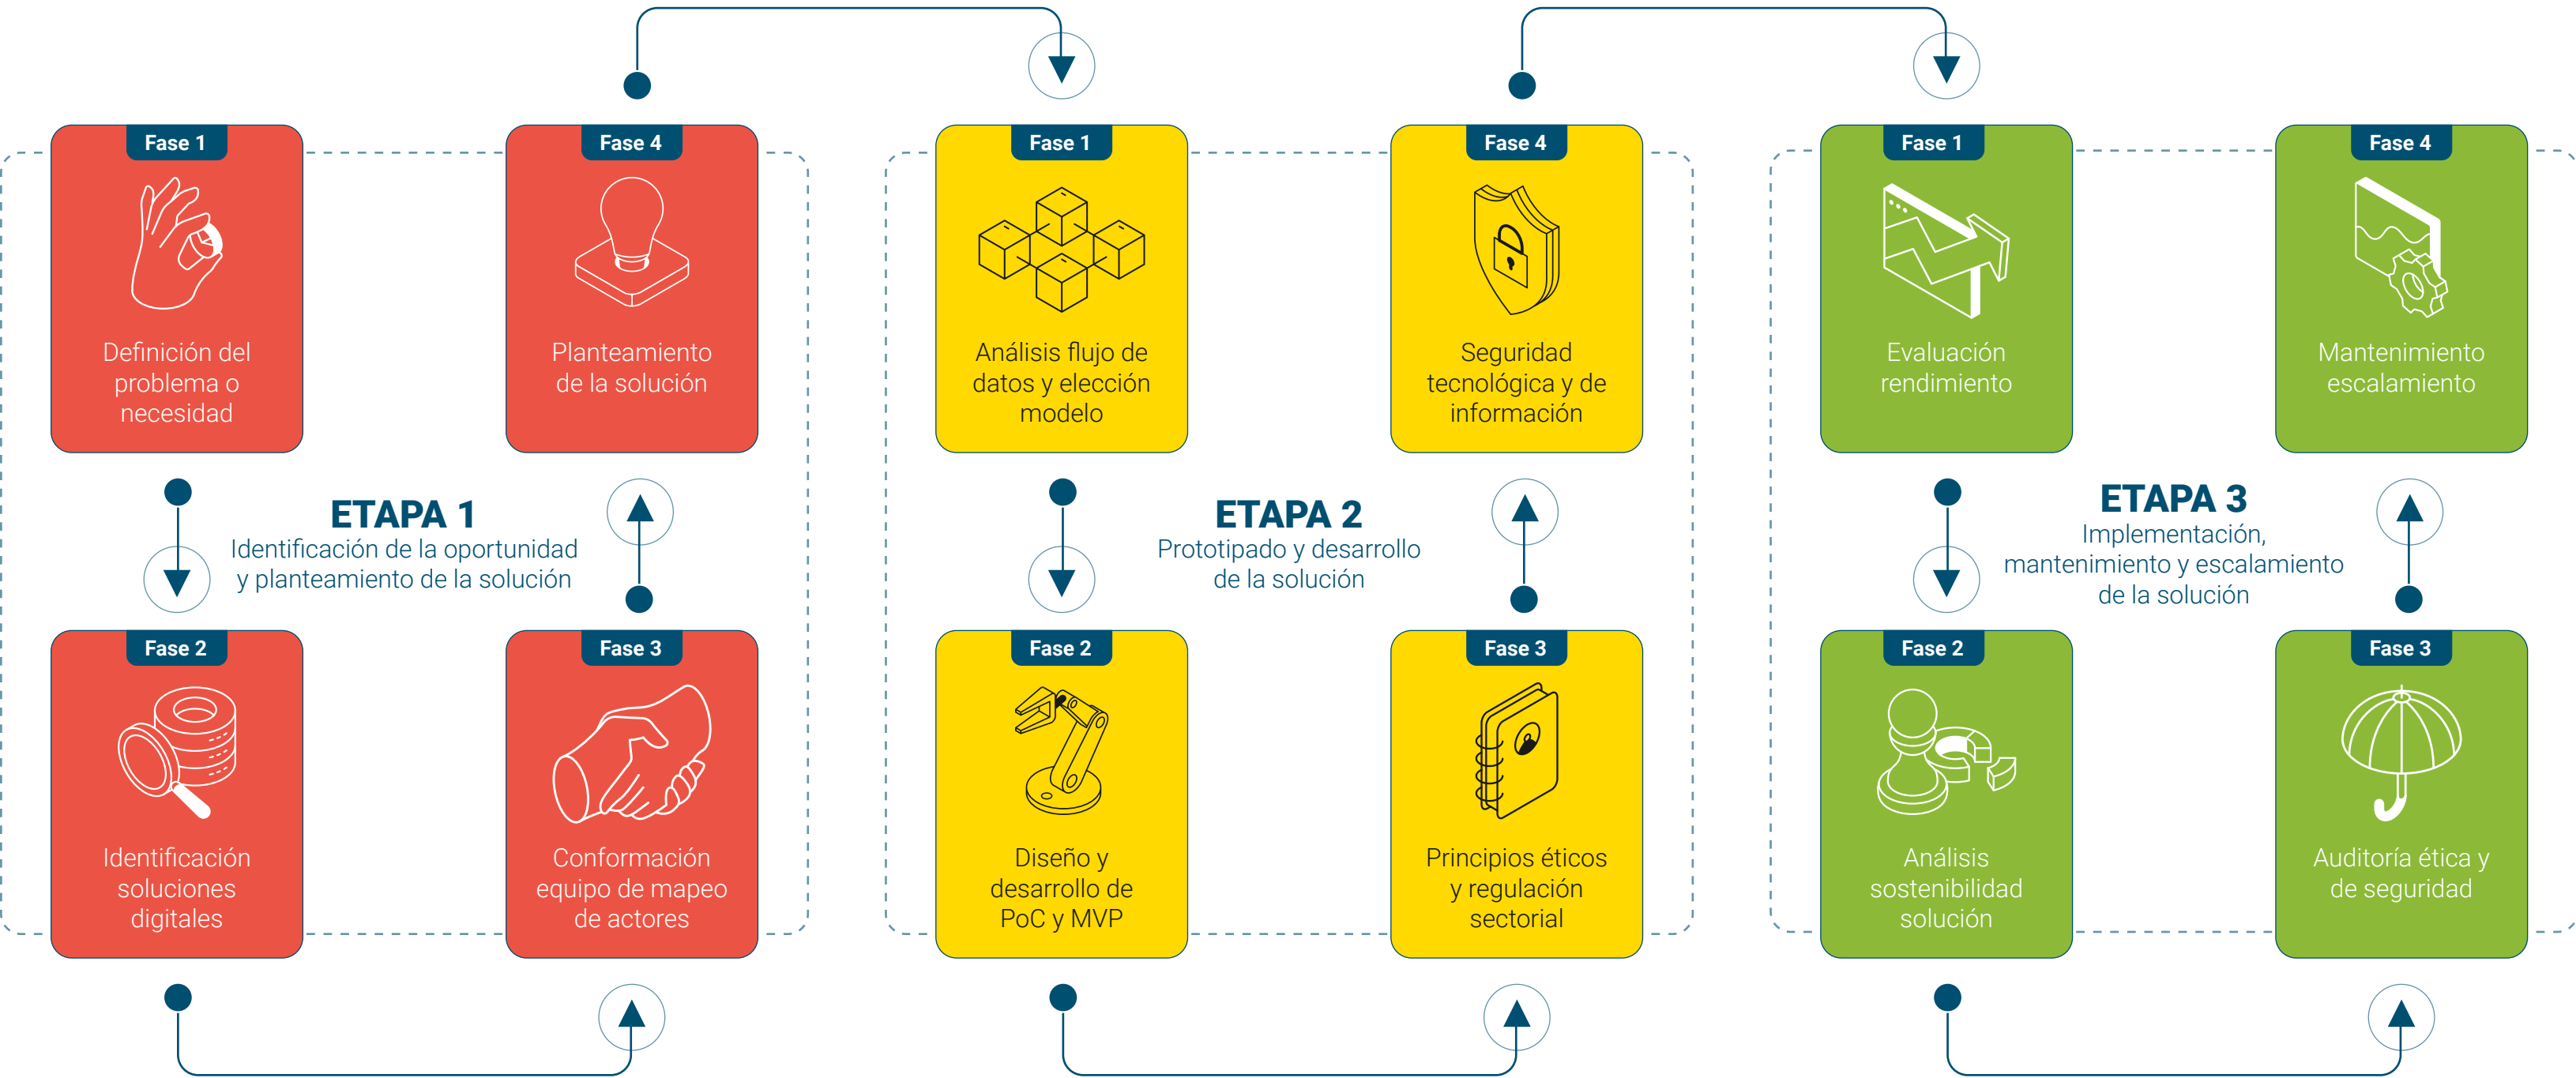 Fase 1
Definición del
problema o
necesidad
Fase 4
Planteamiento
de la solución
ETAPA 1
Identificación de la oportunidad
y planteamiento de la solución
Fase 2
Identificación
soluciones
digitales
Fase 3
Conformación
equipo de mapeo
de actores
Fase 1
Análisis flujo de
datos y elección
modelo
Fase 4
Seguridad
tecnológica y de
información
ETAPA 2
Prototipado y desarrollo
de la solución
Fase 2
Diseño y
desarrollo de
PoC y MVP
Fase 3
Principios éticos
y regulación
sectorial
Fase 1
Evaluación
rendimiento
Fase 4
Mantenimiento
escalamiento
ETAPA 3
Implementación,
mantenimiento y escalamiento
de la solución
Fase 2
Análisis
sostenibilidad
solución
Fase 3
Auditoría ética y
de seguridad